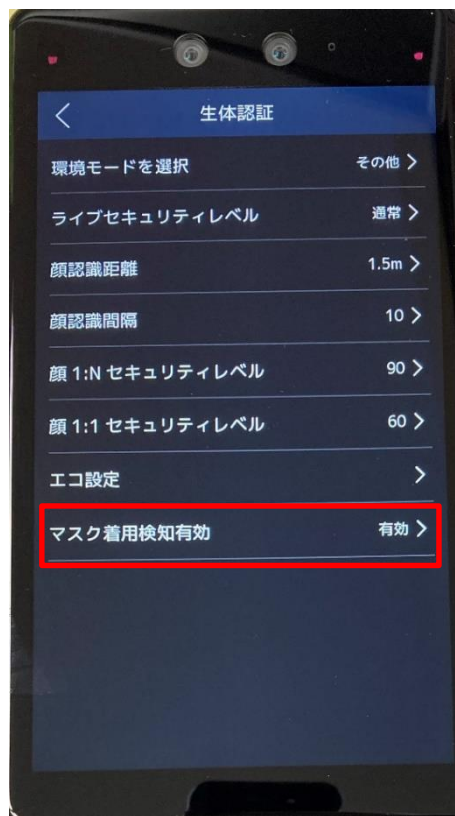 生体認証
環境モードを選択 その他
ライブセキュリティレベル 通常
顔認識距離 1.5m
顔認識間隔 10
顔 1:N セキュリティレベル 90
顔 1:1 セキュリティレベル 60
エコ設定
マスク着用検知有効 有効